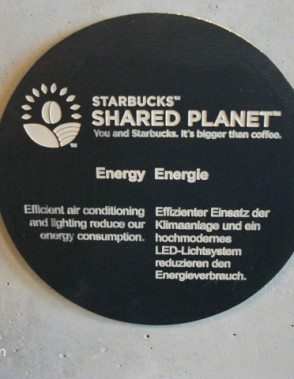 STARBUCKS™
SHARED PLANET™
You and Starbucks. It's bigger than coffee.
Energy
Efficient air conditioning
and lighting reduce our
energy consumption.
Energie
Effizienter Einsatz der
Klimaanlage und ein
hochmodernes
LED-Lichtsystem
reduzieren den
Energieverbrauch.